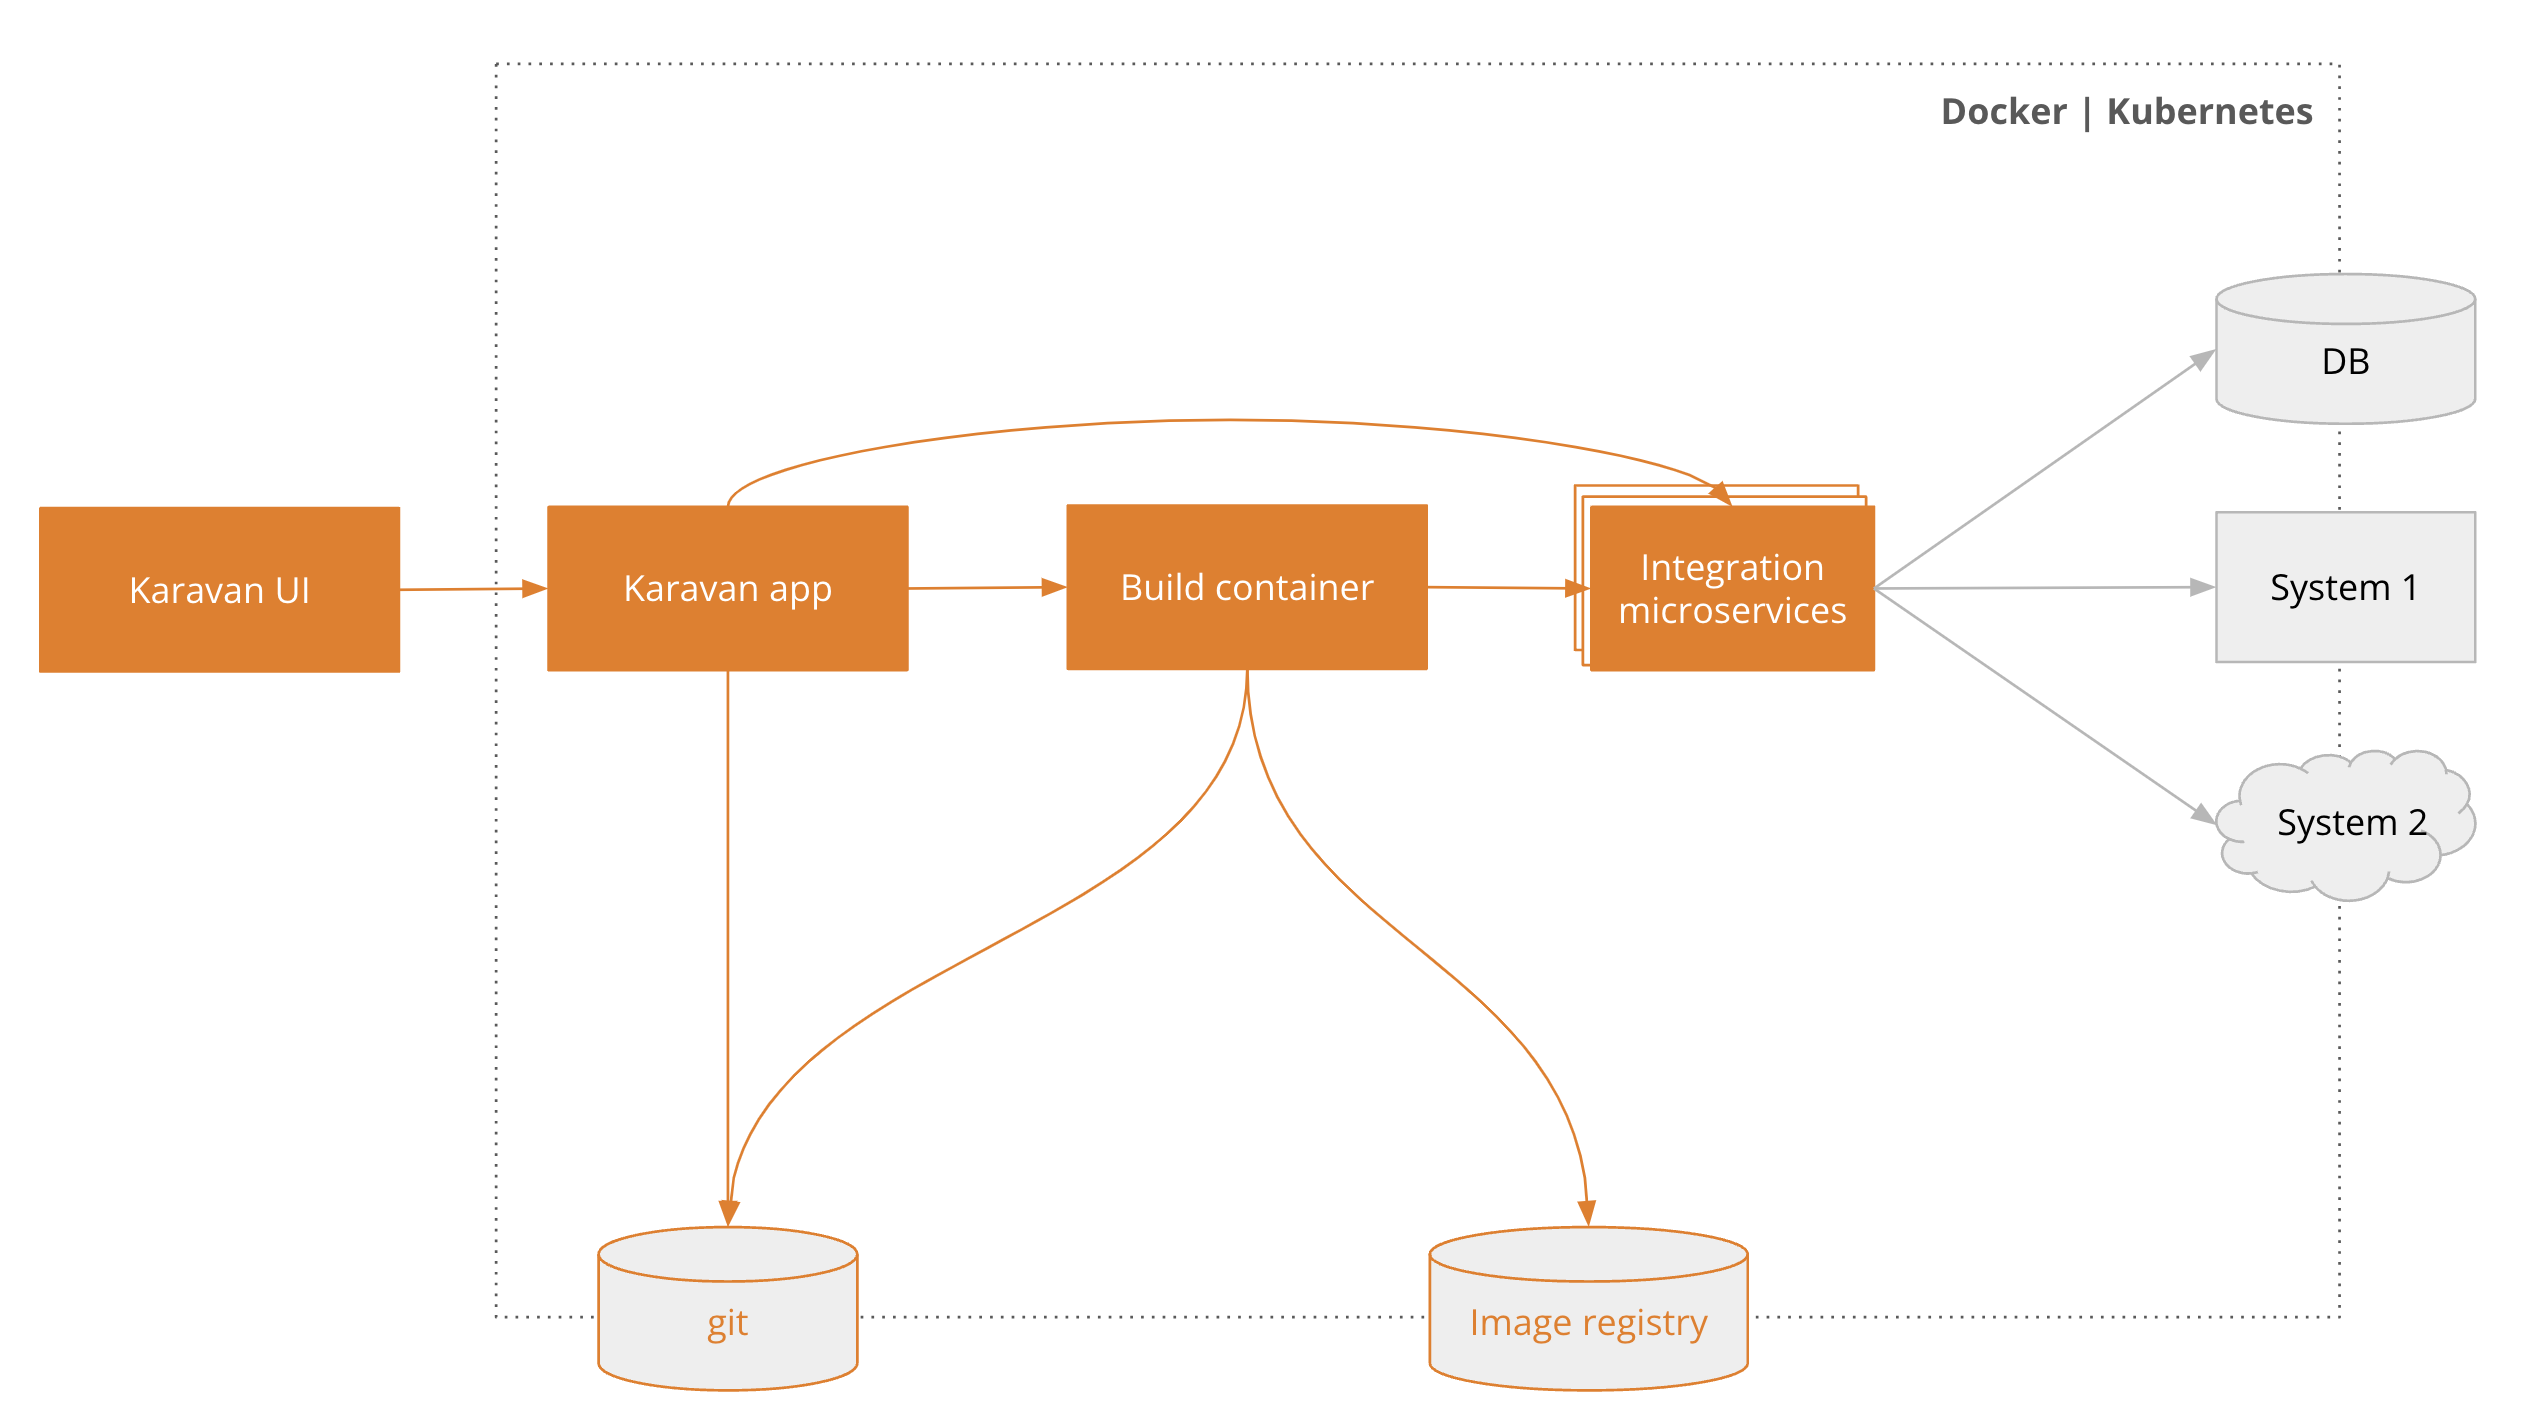 Docker | Kubernetes
DB
Karavan UI
Karavan app
Build container
Integration
microservices
System 1
System 2
git
Image registry